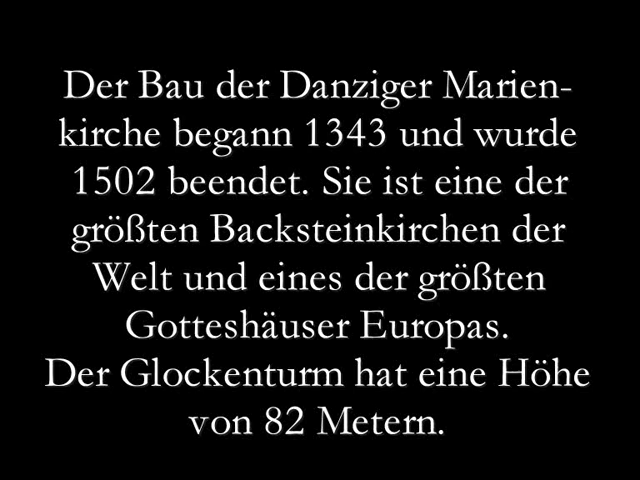 Der Bau der Danziger Marien-
kirche begann 1343 und wurde
1502 beendet. Sie ist eine der
größten Backsteinkirchen der
Welt und eines der größten
Gotteshäuser Europas.
Der Glockenturm hat eine Höhe
von 82 Metern.